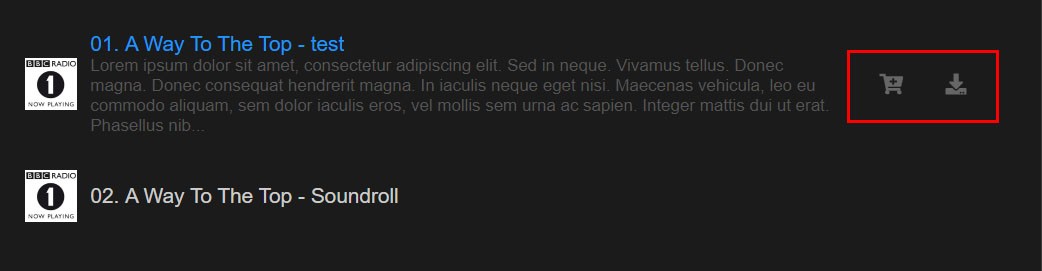 01. A Way To The Top - test
BBC RADIO
1
NOW PLAYING
Lorem ipsum dolor sit amet, consectetur adipiscing elit. Sed in neque. Vivamus tellus. Donec
magna. Donec consequat hendrerit magna. In iaculis neque eget nisi. Maecenas vehicula, leo eu
commodo aliquam, sem dolor iaculis eros, vel mollis sem urna ac sapien. Integer mattis dui ut erat.
Phasellus nib...
BBC RADIO
1
NOW PLAYING
02. A Way To The Top - Soundroll